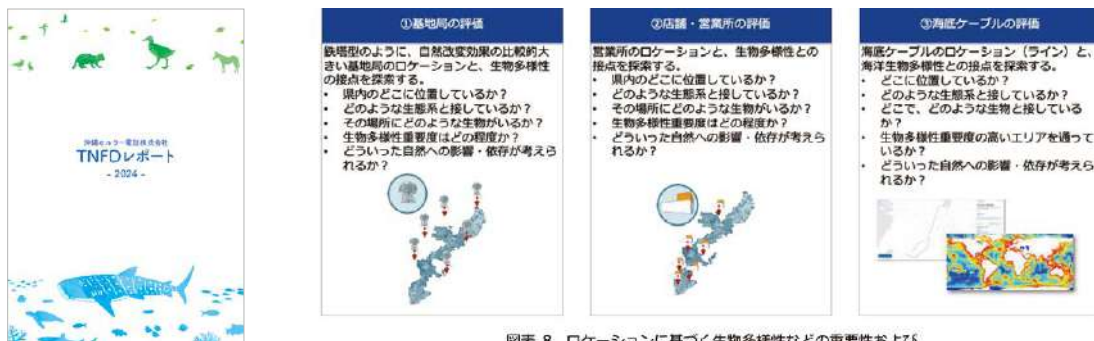 沖縄セルラー電話株式会社
TNFDレポート
- 2024 -
①基地局の評価
鉄塔型のように、自然改変効果の比較的大
きい基地局のロケーションと、生物多様性
の接点を探索する。
・ 県内のどこに位置しているか？
・ どのような生態系と接しているか？
・ その場所にどのような生物がいるか？
・ 生物多様性重要度はどの程度か？
・ どういった自然への影響・依存が考えら
れるか？
②店舗・営業所の評価
営業所のロケーションと、生物多様性との
接点を探索する。
・ 県内のどこに位置しているか？
・ どのような生態系と接しているか？
・ その場所にどのような生物がいるか？
・ 生物多様性重要度はどの程度か？
・ どういった自然への影響・依存が考えら
れるか？
③海底ケーブルの評価
海底ケーブルのロケーション（ライン）と、
海洋生物多様性との接点を探索する。
・ どこに位置しているか？
・ どのような生態系と接しているか？
・ どこで、どのような生物と接している
か？
・ 生物多様性重要度の高いエリアを通って
いるか？
・ どういった自然への影響・依存が考えら
れるか？
図表 8 ロケーションに基づく生物多様性などの重要性および